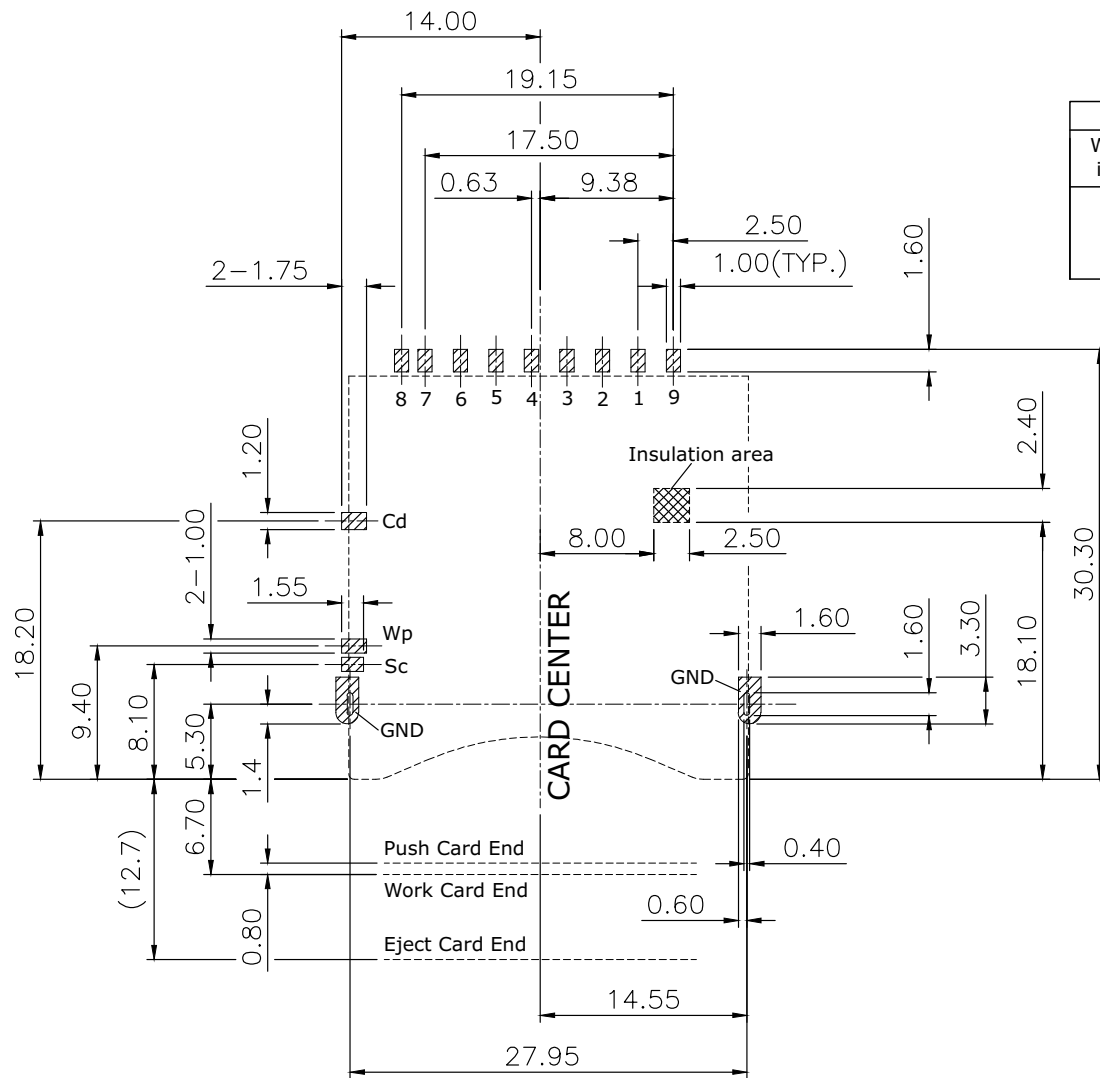 14.00
19.15
17.50
0.63
9.38
2.50
1.00(TYP.)
1.60
2-1.75
W
i
8 7 6 5 4 3 2 1 9
1.20
Insulation area
2.40
Cd
2-1.00
1.55
8.00
2.50
30.30
18.20
Wp
Sc
9.40
8.10
5.30
GND
CARD CENTER
GND
1.60
1.60
3.30
18.10
1.4
6.70
(12.7)
0.80
Push Card End
Work Card End
Eject Card End
0.40
0.60
14.55
27.95